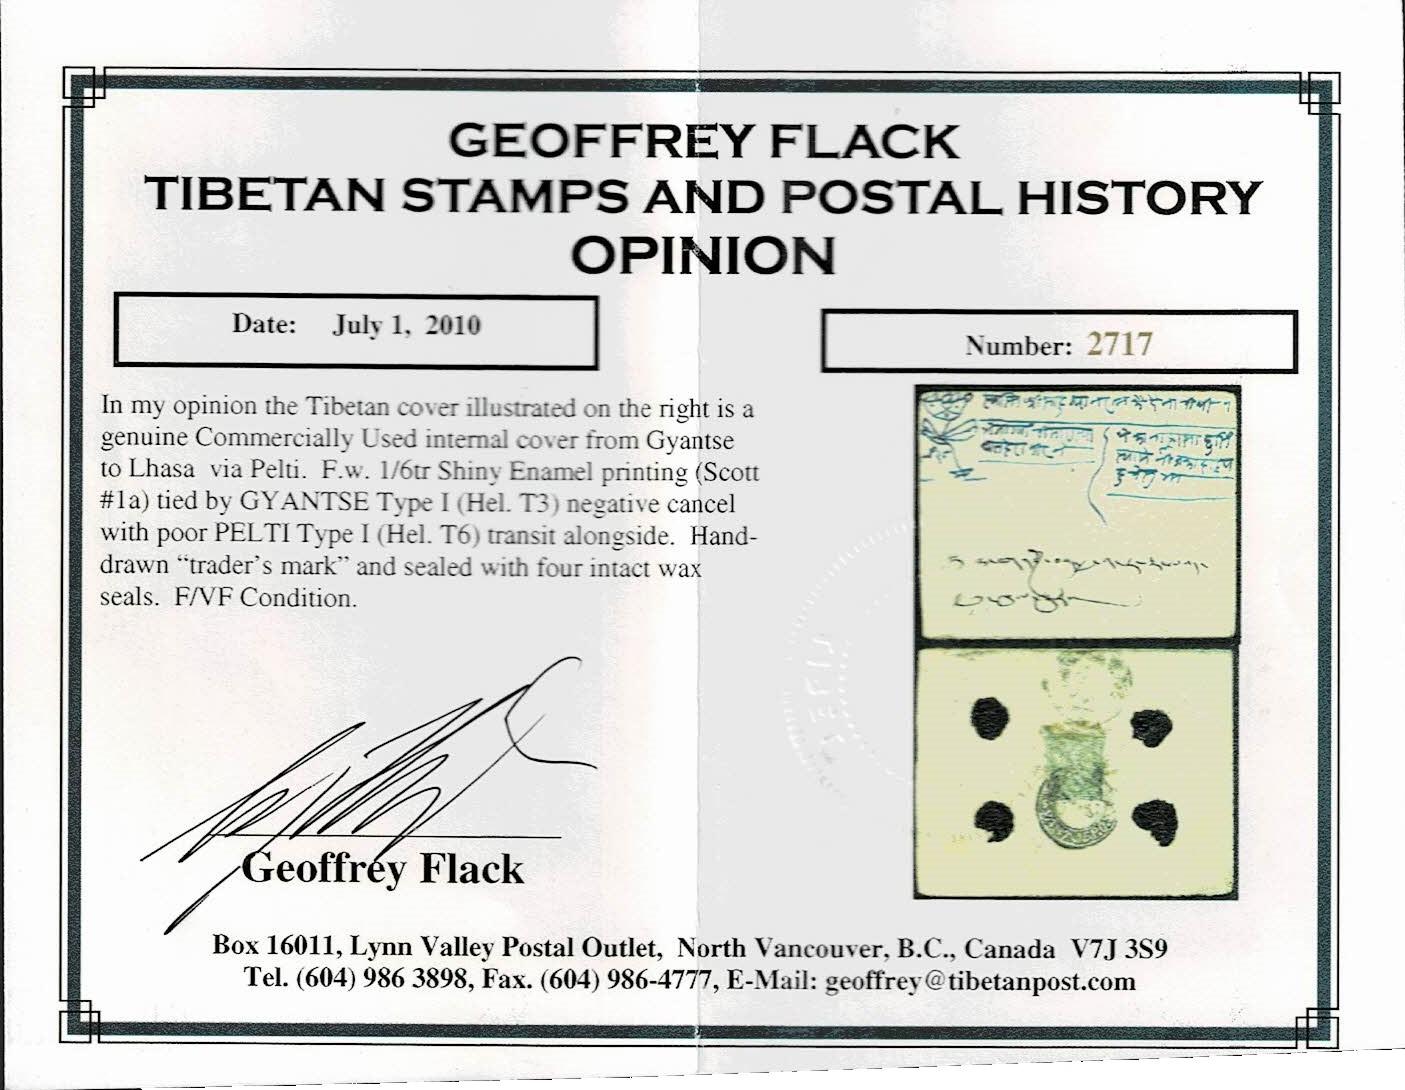 GEOFFREY FLACK
TIBETAN STAMPS AND POSTAL HISTORY
OPINION
Date: July 1, 2010
Number: 2717
In my opinion the Tibetan cover illustrated on the right is a
genuine Commercially Used internal cover from Gyantse
to Lhasa via Pelti. F.w. 1/6tr Shiny Enamel printing (Scott
#1a) tied by GYANTSE Type I (Hel. T3) negative cancel
with poor PELTI Type I (Hel. T6) transit alongside. Hand-
drawn “trader’s mark” and sealed with four intact wax
seals. F/VF Condition.
Geoffrey Flack
Box 16011, Lynn Valley Postal Outlet, North Vancouver, B.C., Canada V7J 3S9
Tel. (604) 986 3898, Fax. (604) 986-4777, E-Mail: geoffrey@tibetanpost.com